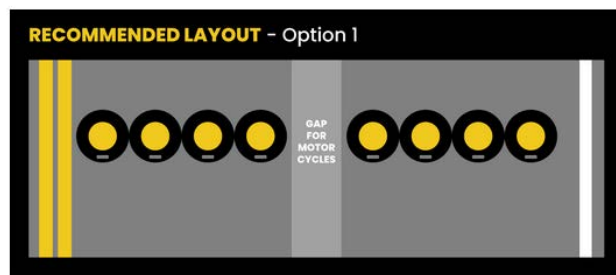 RECOMMENDED LAYOUT - Option 1
GAP
FOR
MOTOR
CYCLES